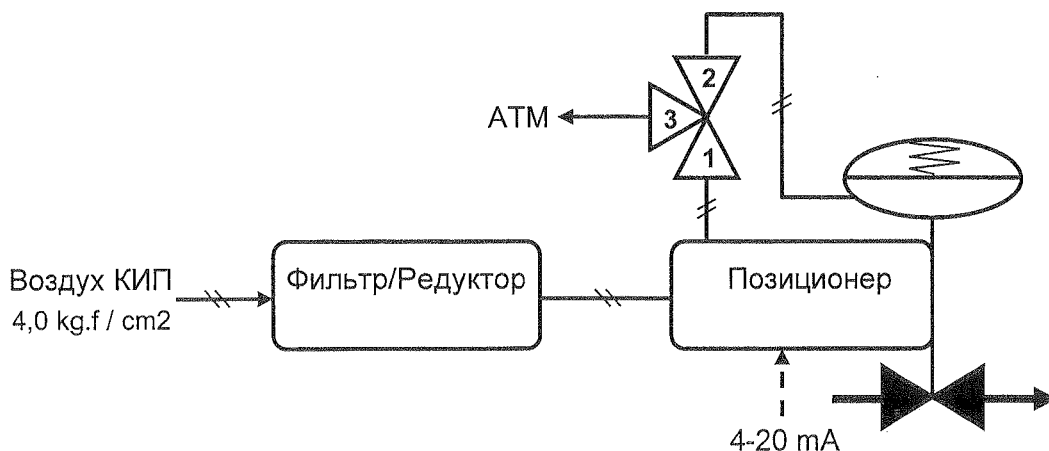 2
АТМ
3
1
Воздух КИП
4,0 kg.f / cm2
Фильтр/Редуктор
Позиционер
4-20 mA